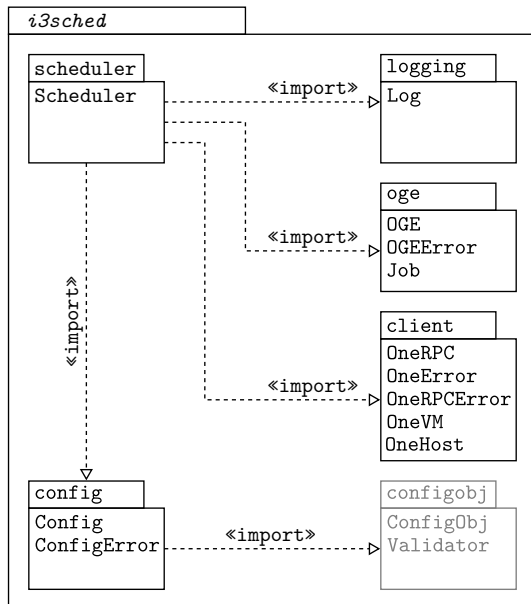 i3sched
scheduler
Scheduler
«import»
logging
Log
oge
OGE
OGEError
Job
«import»
client
OneRPC
OneError
OneRPCError
OneVM
OneHost
«import»
«import»
config
Config
ConfigError
«import»
configobj
ConfigObj
Validator